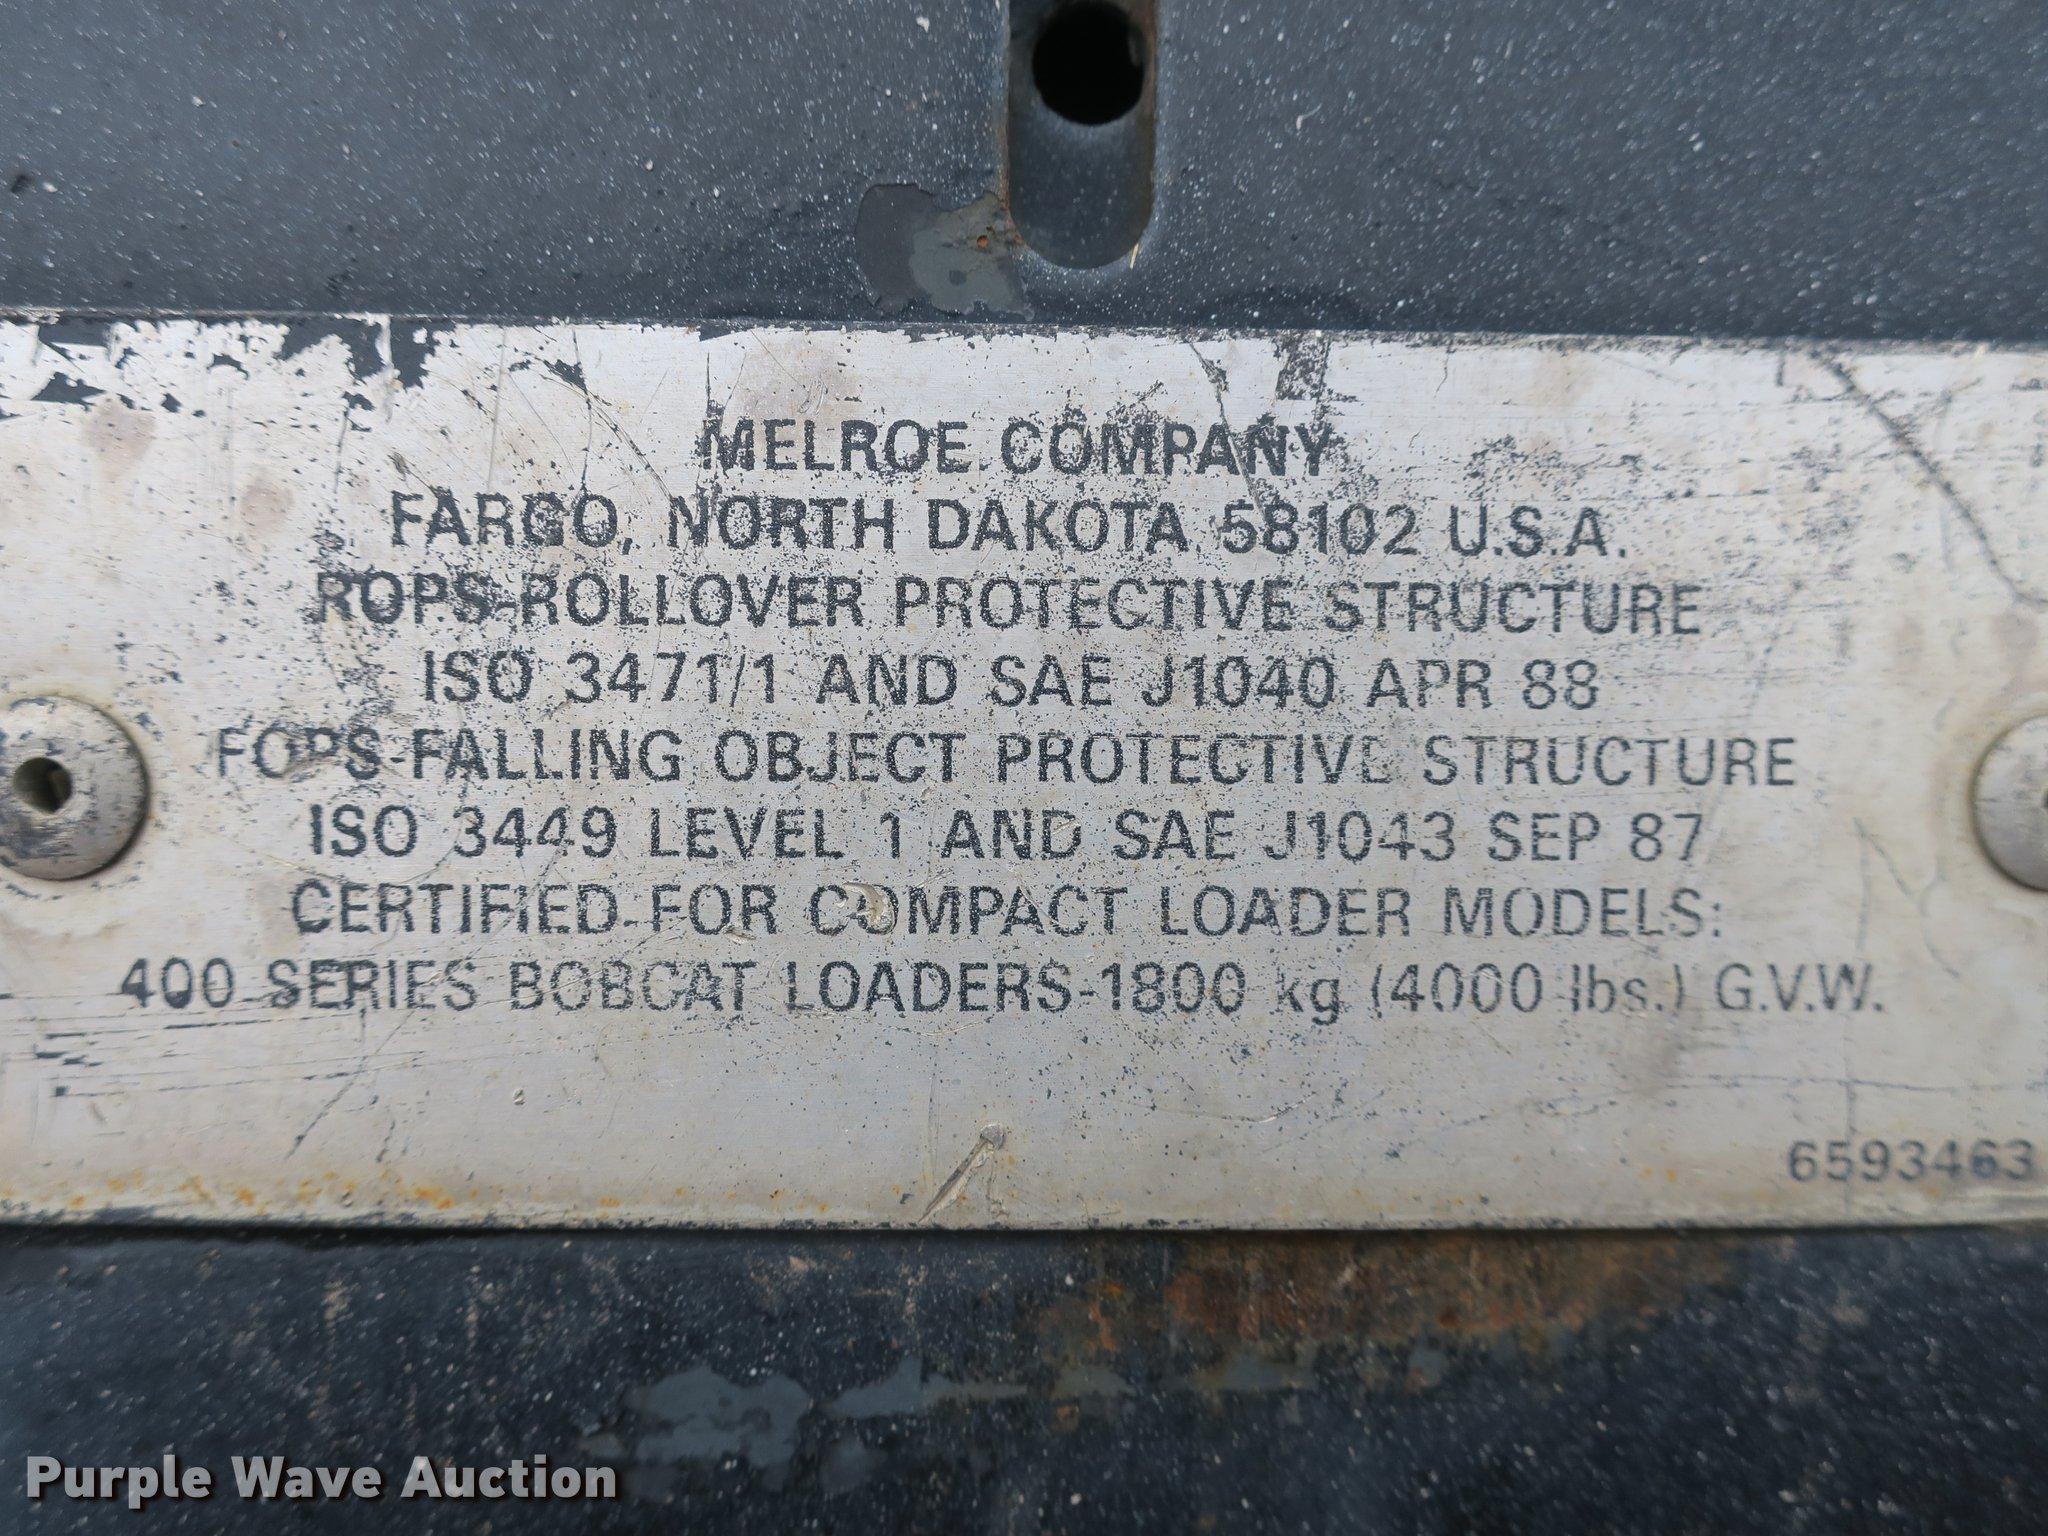 MELROE COMPANY
FARGO, NORTH DAKOTA 58102 U.S.A.
ROPS-ROLLOVER PROTECTIVE STRUCTURE
ISO 3471/1 AND SAE J1040 APR 88
FOPS-FALLING OBJECT PROTECTIVE STRUCTURE
ISO 3449 LEVEL 1 AND SAE J1043 SEP 87
CERTIFIED FOR COMPACT LOADER MODELS:
400 SERIES BOBCAT LOADERS-1800 kg (4000 lbs.) G.V.W.
6593463
Purple Wave Auction